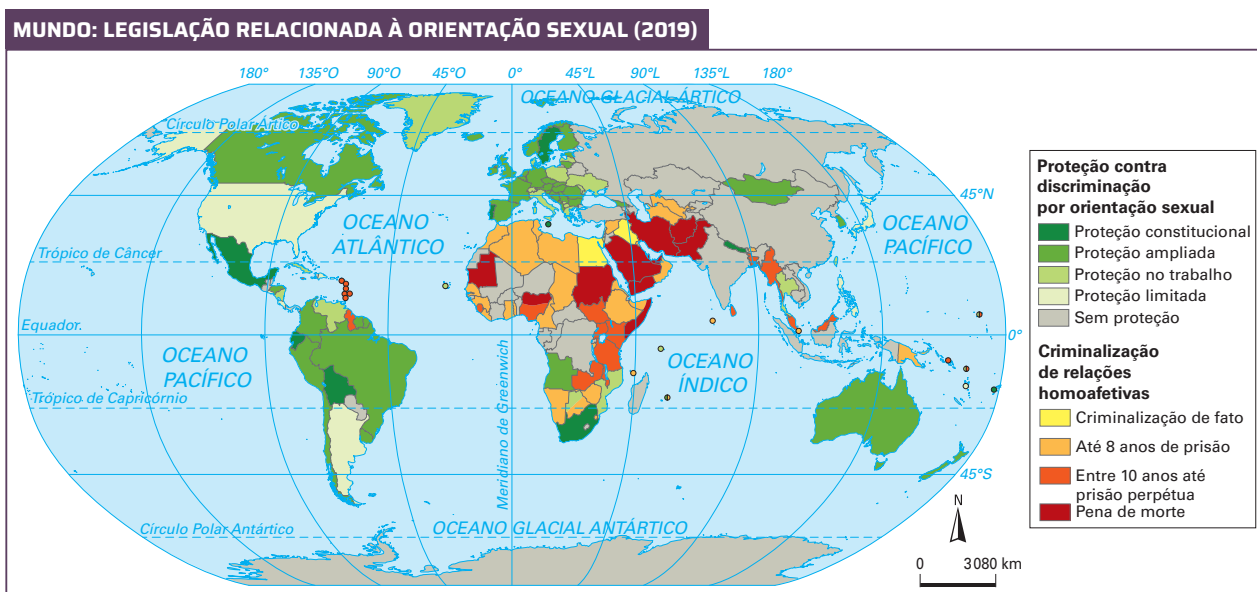 MUNDO: LEGISLAÇÃO RELACIONADA À ORIENTAÇÃO SEXUAL (2019)
180° 135°O 90°O 45°O 0° 45°L 90°L 135°L 180°
OCEANO GLACIAL ÁRTICO
Círculo Polar Ártico
45°N
OCEANO
ATLÂNTICO
OCEANO
PACÍFICO
Trópico de Câncer
Equador.
0°
OCEANO
PACÍFICO
OCEANO
ÍNDICO
Trópico de Capricórnio
Meridiano de Greenwich
45°S
Círculo Polar Antártico
OCEANO GLACIAL ANTÁRTICO
N
0 3 080 km
Proteção contra
discriminação
por orientação sexual
Proteção constitucional
Proteção ampliada
Proteção no trabalho
Proteção limitada
Sem proteção
Criminalização
de relações
homoafetivas
Criminalização de fato
Até 8 anos de prisão
Entre 10 anos até
prisão perpétua
Pena de morte